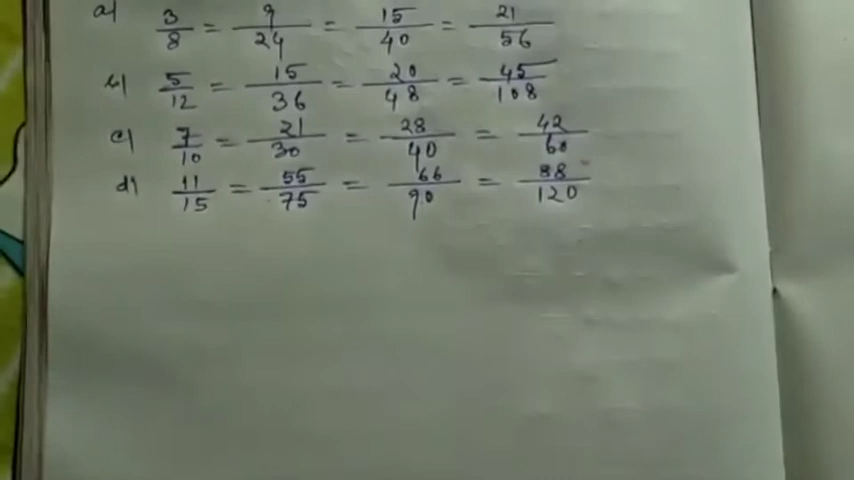 a) 3/8 = 9/24 = 15/40 = 21/56
b) 5/12 = 15/36 = 20/48 = 45/108
c) 7/10 = 21/30 = 28/40 = 42/60
d) 11/15 = 55/75 = 66/90 = 88/120